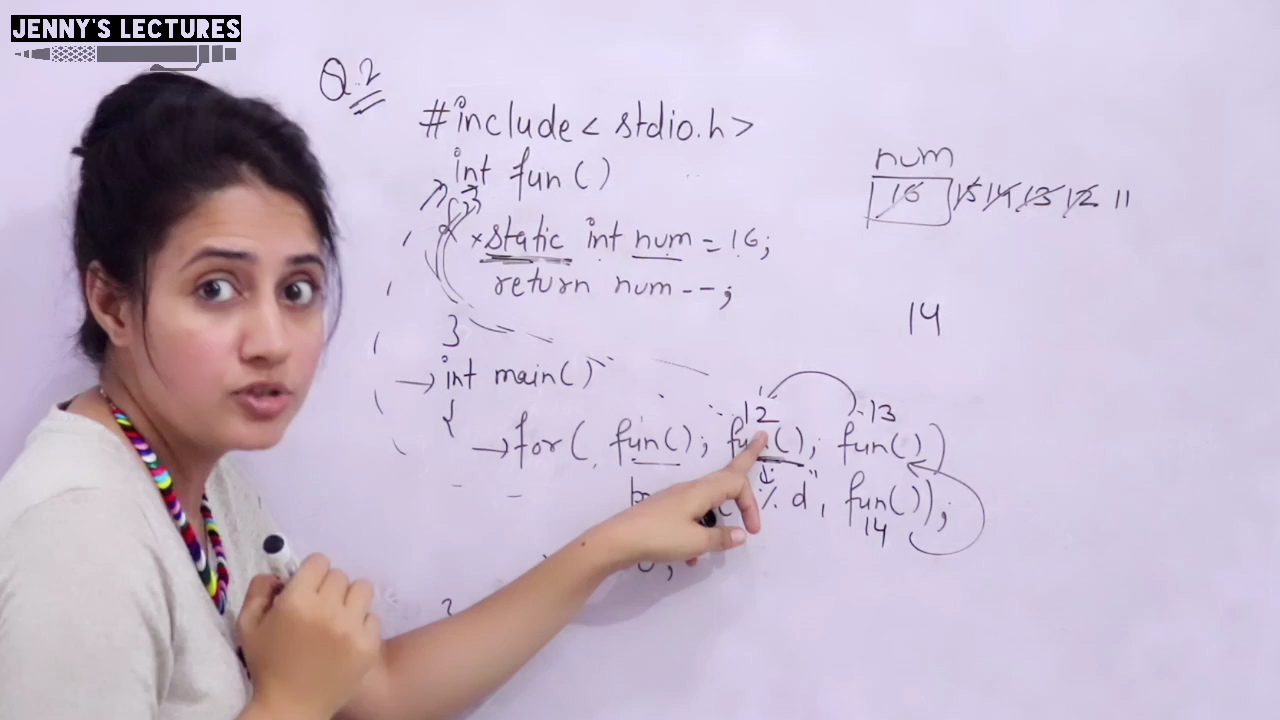 JENNY'S LECTURES
Q.2
#include< stdio.h>
int fun()
{
static int num = 16;
return num--;
}
int main()
{
for( fun(); fun(); fun())
% d", fun());
}
num
16 15 14 13 12 11
14
12
13
14